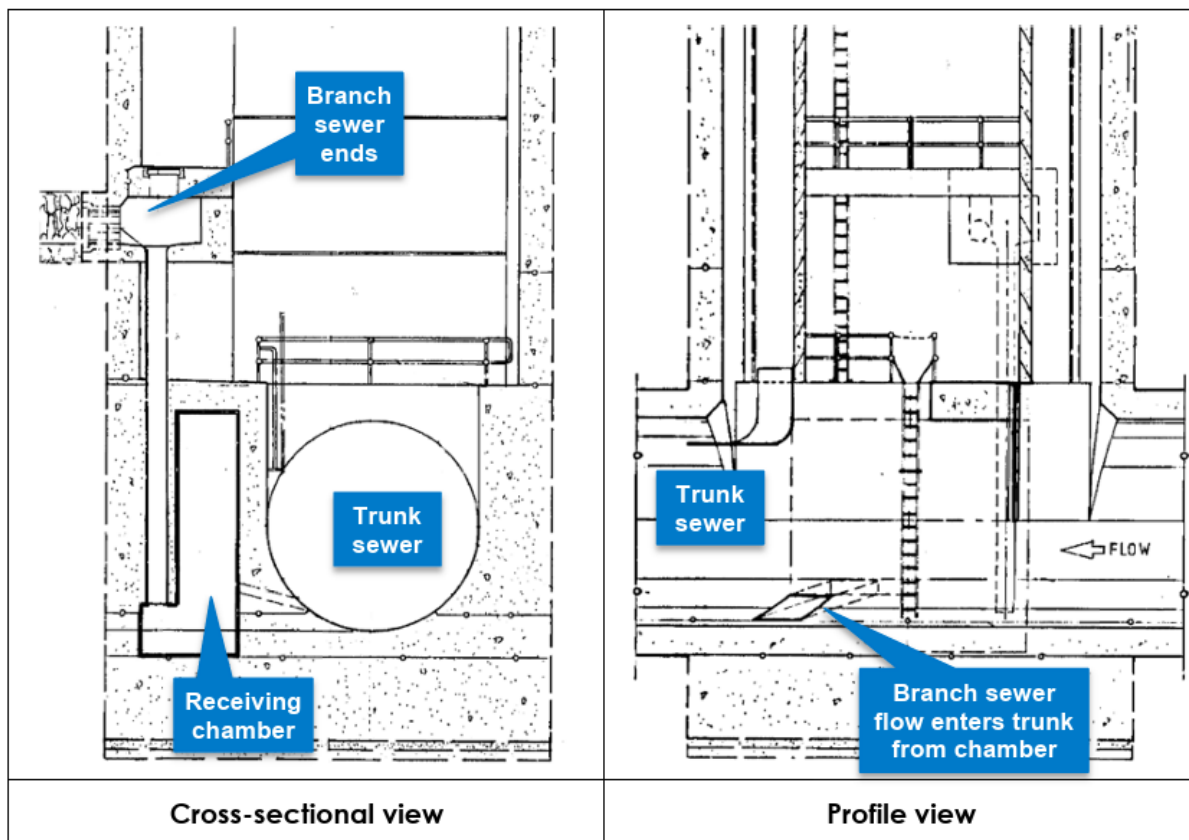 Branch
sewer
ends
Trunk
sewer
Receiving
chamber
Cross-sectional view
Trunk
sewer
FLOW
Branch sewer
flow enters trunk
from chamber
Profile view